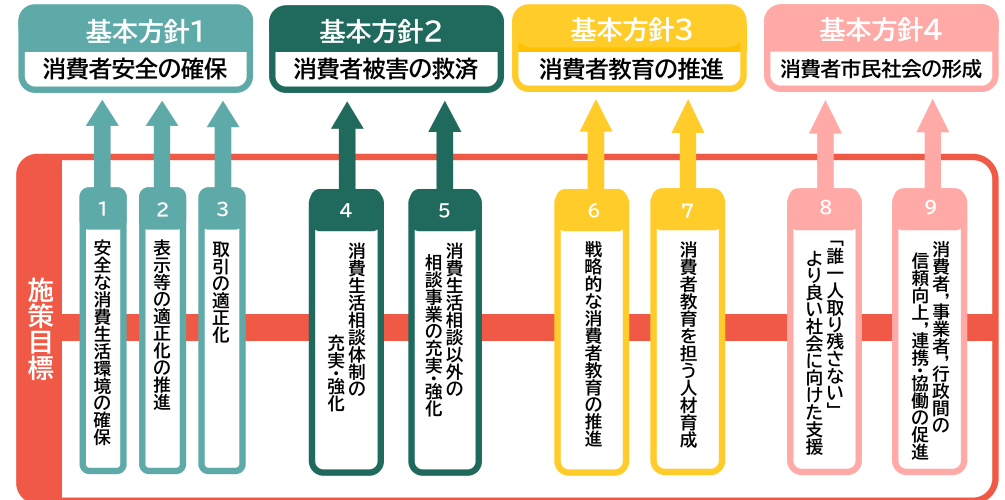 基本方針1
消費者安全の確保
基本方針2
消費者被害の救済
基本方針3
消費者教育の推進
基本方針4
消費者市民社会の形成
施策目標
1
安全な消費生活環境の確保
2
表示等の適正化の推進
3
取引の適正化
4
消費生活相談体制の
充実・強化
5
消費生活相談以外の
相談事業の充実・強化
6
戦略的な消費者教育の推進
7
消費者教育を担う人材育成
8
「誰一人取り残さない」
より良い社会に向けた支援
9
消費者，事業者，行政間の
信頼向上，連携・協働の促進